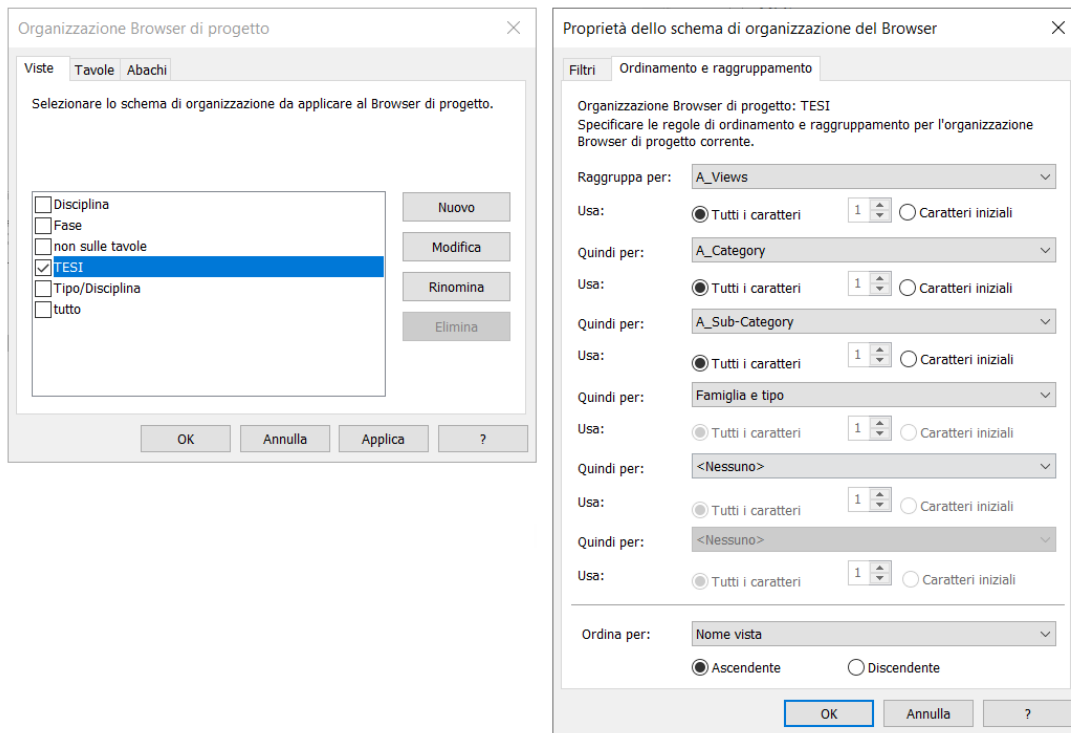 Organizzazione Browser di progetto
Viste Tavole Abachi
Selezionare lo schema di organizzazione da applicare al Browser di progetto.
Disciplina
Fase
non sulle tavole
TESI
Tipo/Disciplina
tutto
Nuovo
Modifica
Rinomina
Elimina
OK Annulla Applica ?
Proprietà dello schema di organizzazione del Browser
Filtri Ordinamento e raggruppamento
Organizzazione Browser di progetto: TESI
Specificare le regole di ordinamento e raggruppamento per l'organizzazione
Browser di progetto corrente.
Raggruppa per: A_Views
Usa: Tutti i caratteri 1 Caratteri iniziali
Quindi per: A_Category
Usa: Tutti i caratteri 1 Caratteri iniziali
Quindi per: A_Sub-Category
Usa: Tutti i caratteri 1 Caratteri iniziali
Quindi per: Famiglia e tipo
Usa: Tutti i caratteri 1 Caratteri iniziali
Quindi per: <Nessuno>
Usa: Tutti i caratteri 1 Caratteri iniziali
Quindi per: <Nessuno>
Usa: Tutti i caratteri 1 Caratteri iniziali
Ordina per: Nome vista
Ascendente Discendente
OK Annulla ?